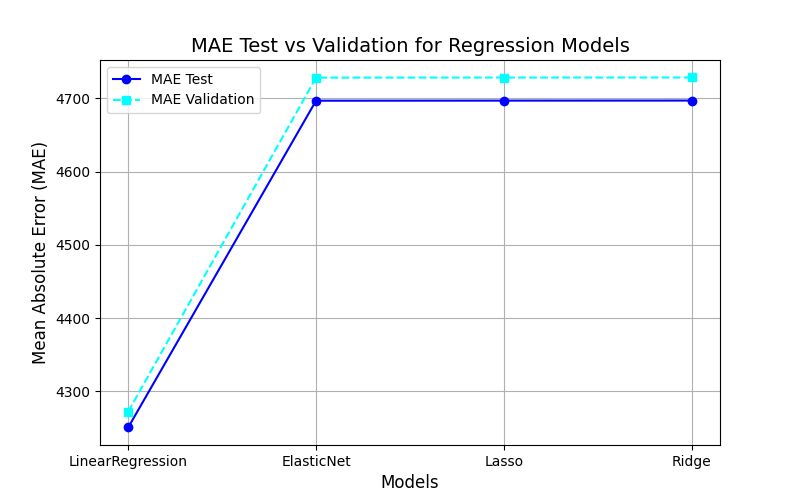 MAE Test vs Validation for Regression Models
MAE Test
MAE Validation
Mean Absolute Error (MAE)
4700
4600
4500
4400
4300
LinearRegression
ElasticNet
Lasso
Ridge
Models